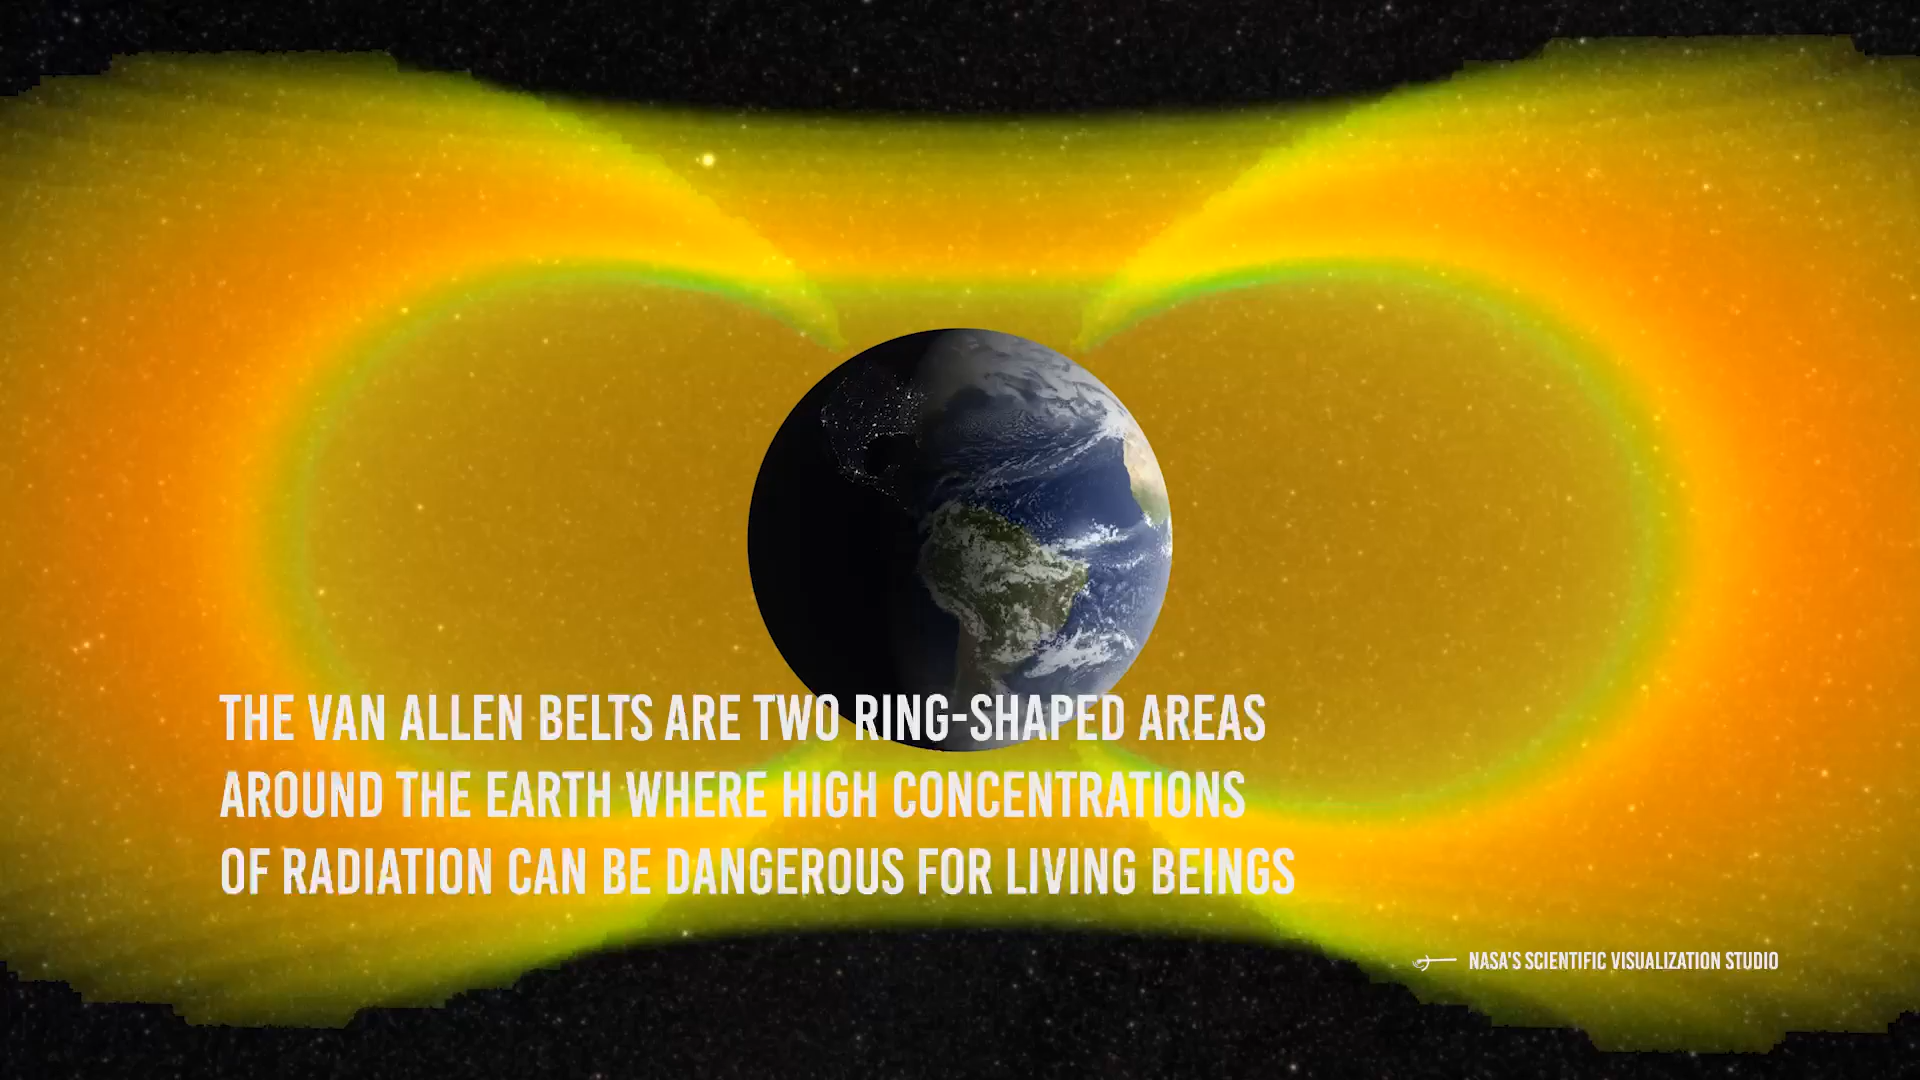 THE VAN ALLEN BELTS ARE TWO RING-SHAPED AREAS
AROUND THE EARTH WHERE HIGH CONCENTRATIONS
OF RADIATION CAN BE DANGEROUS FOR LIVING BEINGS
NASA'S SCIENTIFIC VISUALIZATION STUDIO